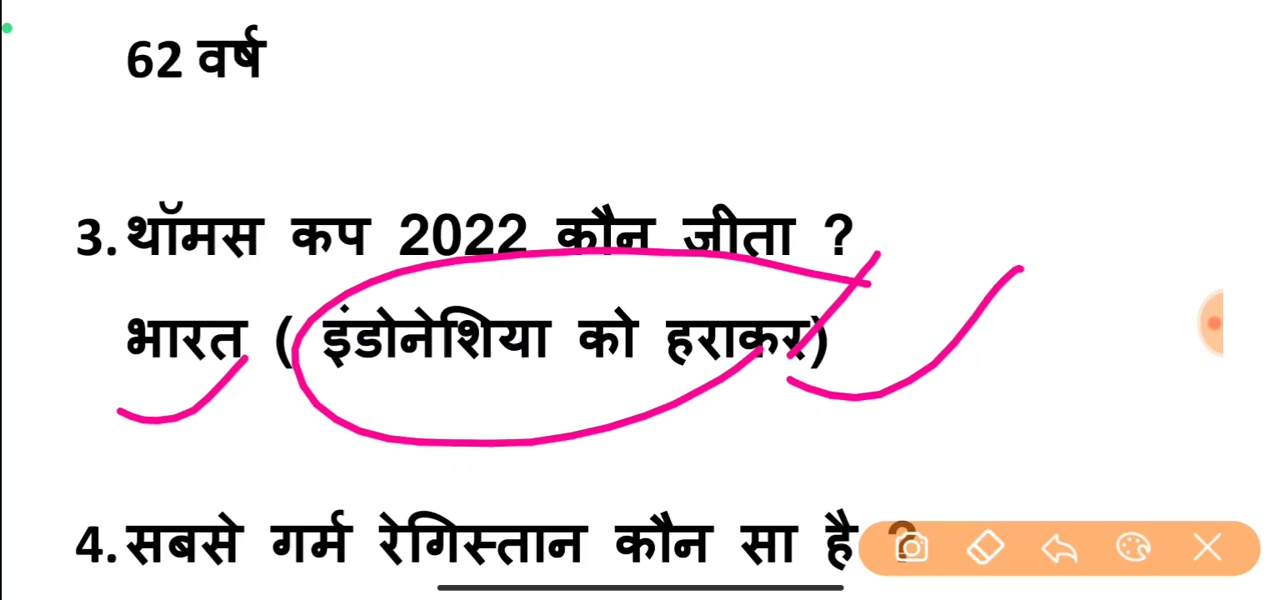 62 वर्ष
3. थॉमस कप 2022 कौन जीता ?
भारत ( इंडोनेशिया को हराकर)
4. सबसे गर्म रेगिस्तान कौन सा है ?